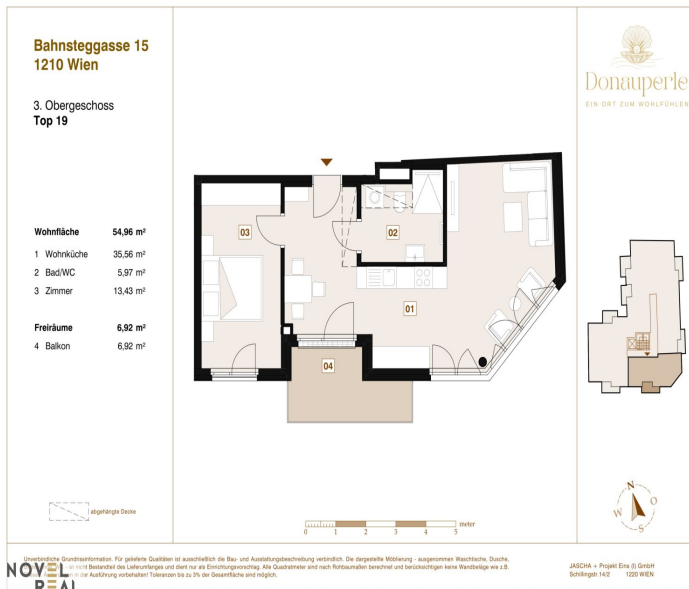 Bahnsteggasse 15
1210 Wien
3. Obergeschoss
Top 19
Wohnfläche 54,96 m²
1 Wohnküche 35,56 m²
2 Bad/WC 5,97 m²
3 Zimmer 13,43 m²
Freiräume 6,92 m²
4 Balkon 6,92 m²
abgehängte Decke
03
02
01
04
0 1 2 3 4 5 meter
Donauperle
EIN ORT ZUM WOHLFÜHLEN
N
W O
S
Unverbindliche Grundrissinformation. Für gelieferte Qualitäten ist ausschließlich die Bau- und Ausstattungsbeschreibung verbindlich. Die dargestellte Möblierung - ausgenommen Waschtische, Dusche,
nicht Bestandteil des Lieferumfanges und dient nur als Einrichtungsvorschlag. Alle Quadratmeter sind nach Rohbaumaßen berechnet und berücksichtigen keine Wandbeläge wie z.B.
in der Ausführung vorbehalten! Toleranzen bis zu 3% der Gesamtfläche sind möglich.
JASCHA + Projekt Eins (I) GmbH
Schillingstr.14/2 1220 WIEN
NOVEL
REAL